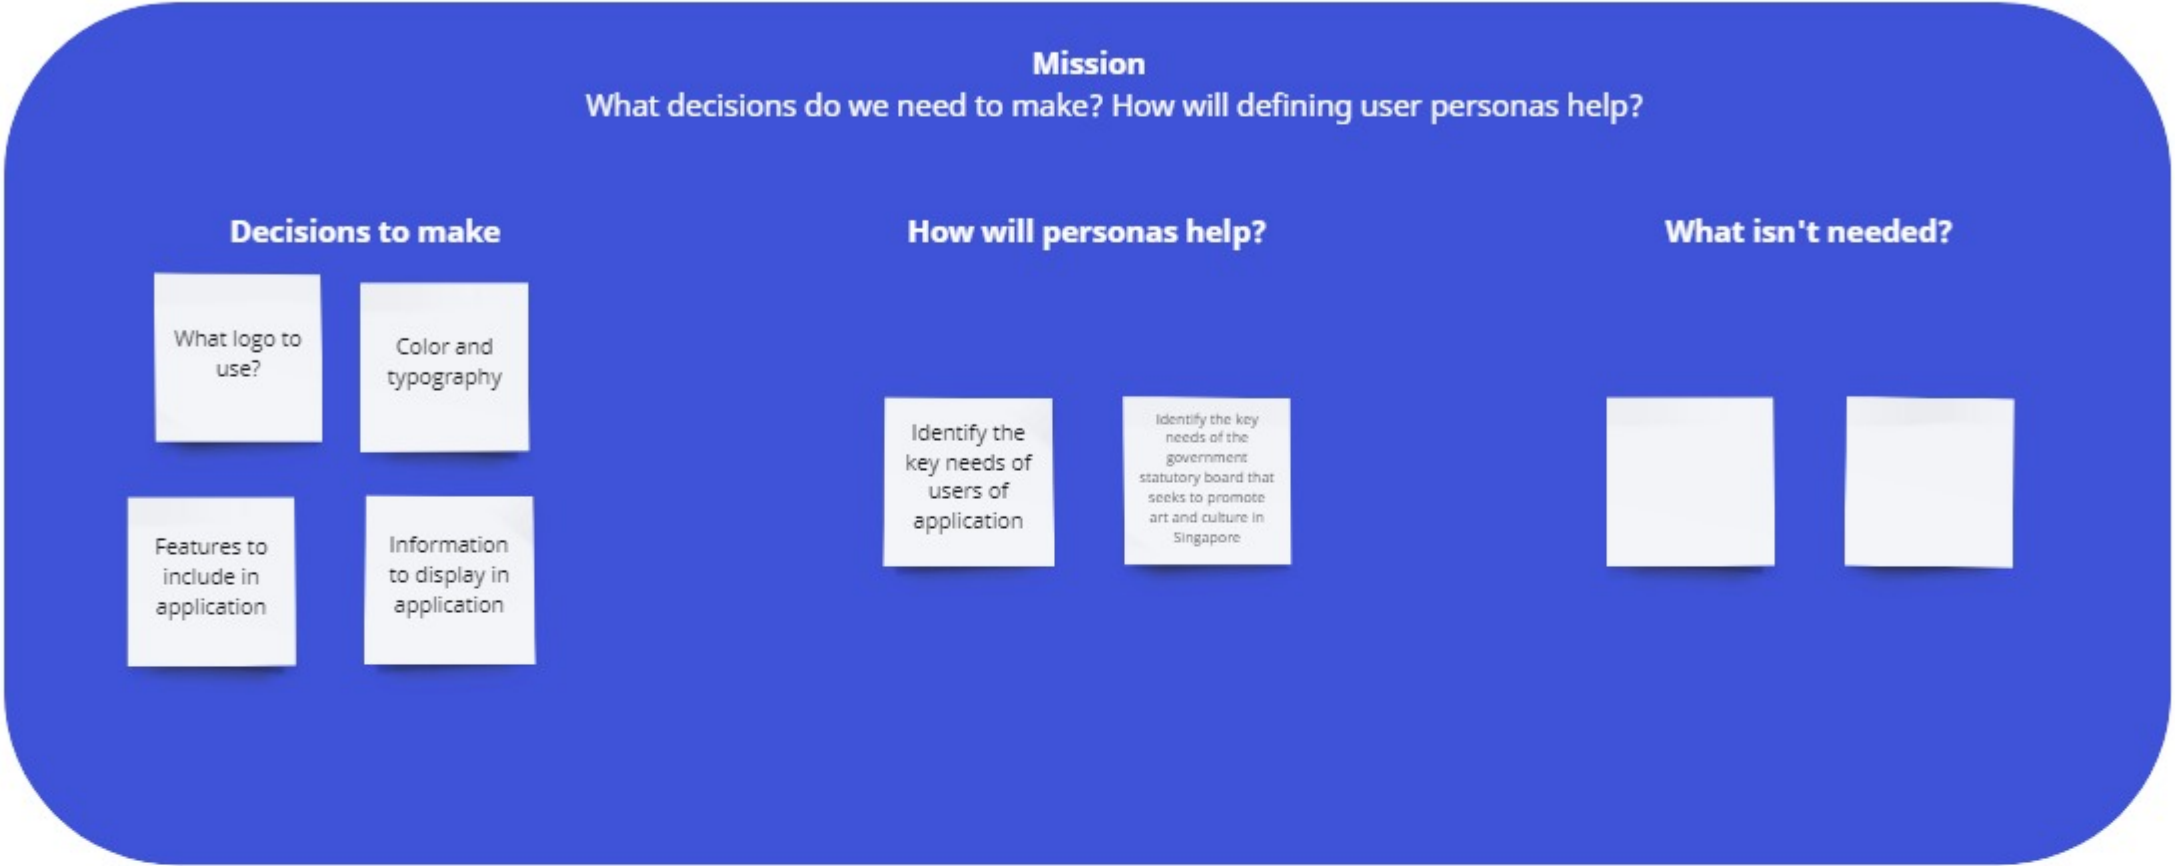 Mission
What decisions do we need to make? How will defining user personas help?
Decisions to make
What logo to
use?
Color and
typography
Features to
include in
application
Information
to display in
application
How will personas help?
Identify the
key needs of
users of
application
Identify the key
needs of the
government
statutory board that
seeks to promote
art and culture in
Singapore
What isn't needed?